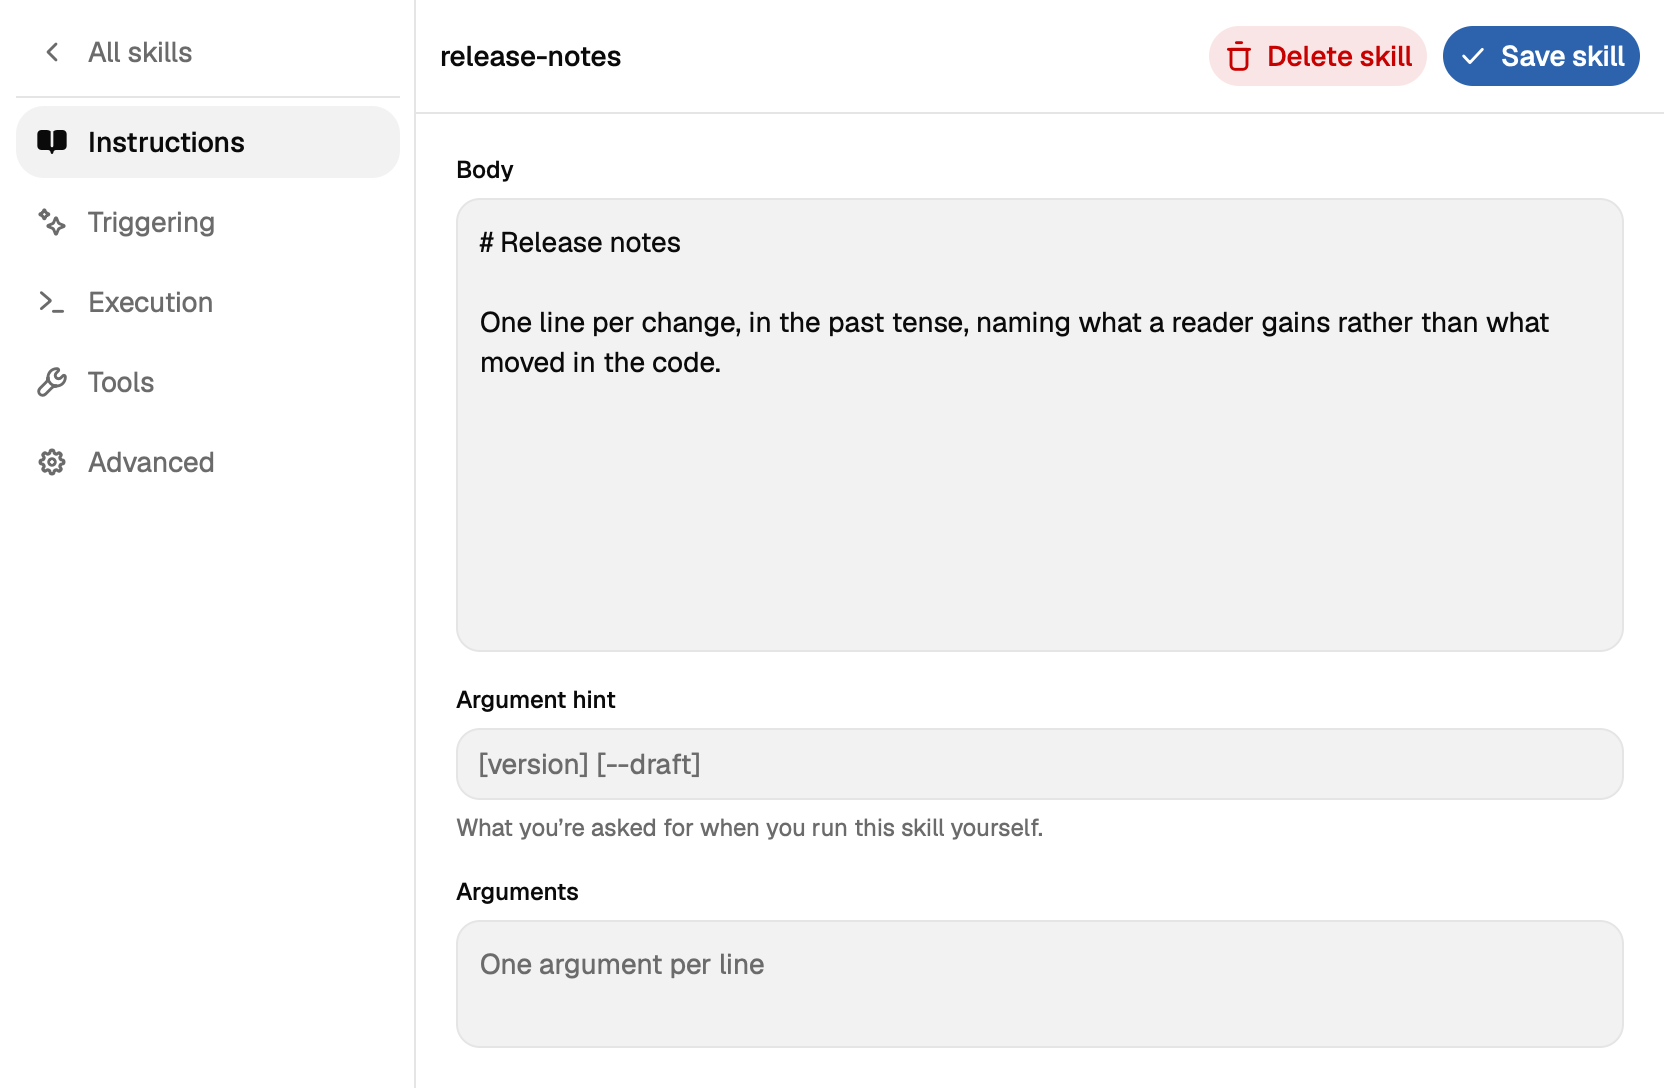 All skills
Instructions
Triggering
Execution
Tools
Advanced
release-notes
Delete skill
Save skill
Body
# Release notes
One line per change, in the past tense, naming what a reader gains rather than what
moved in the code.
Argument hint
[version] [--draft]
What you’re asked for when you run this skill yourself.
Arguments
One argument per line